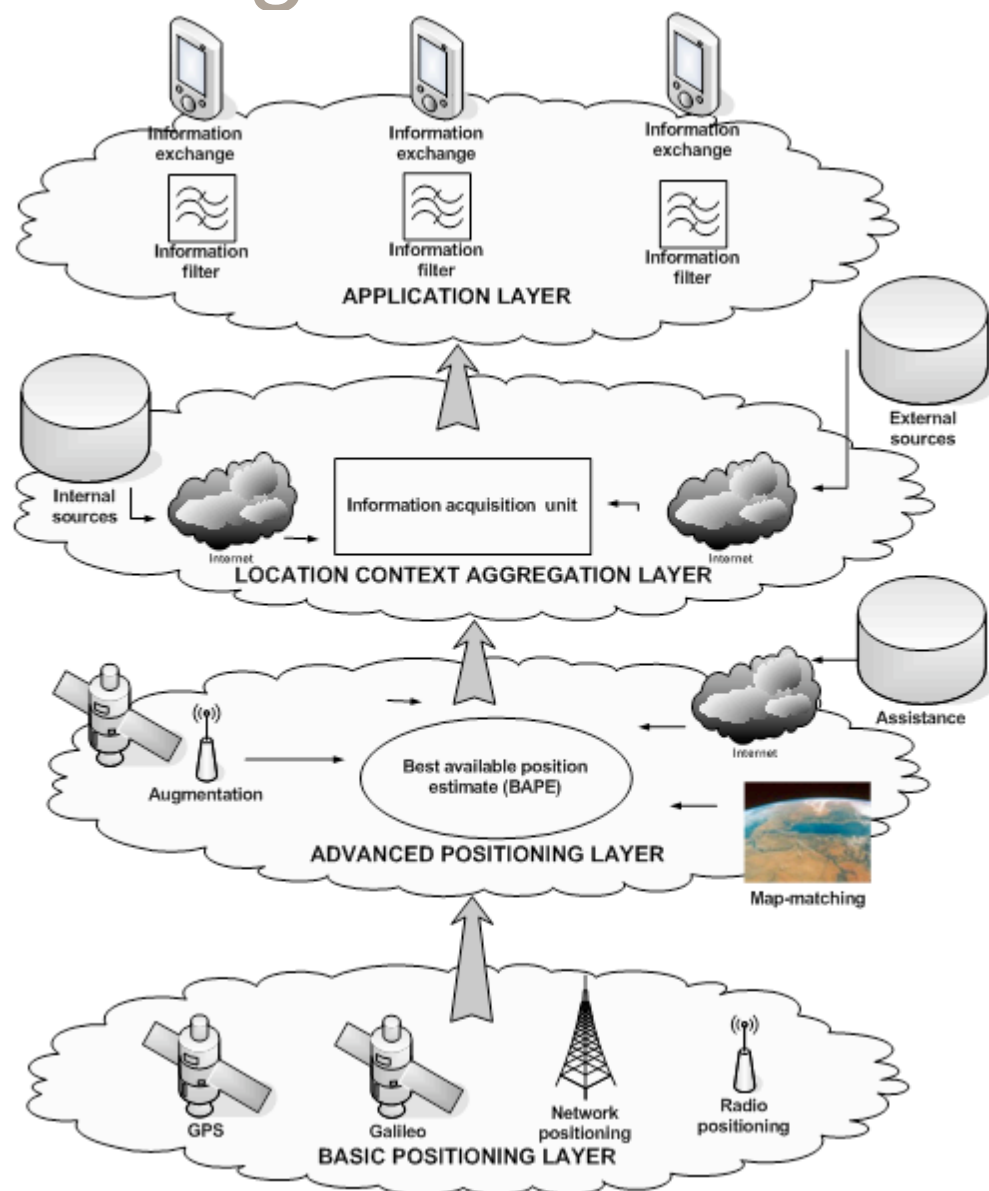 Information
exchange
Information
exchange
Information
exchange
Information
filter
Information
filter
Information
filter
APPLICATION LAYER
External
sources
Internal
sources
Information acquisition unit
Internet
Internet
LOCATION CONTEXT AGGREGATION LAYER
Assistance
Internet
Augmentation
Best available position
estimate (BAPE)
ADVANCED POSITIONING LAYER
Map-matching
GPS
Galileo
Network
positioning
Radio
positioning
BASIC POSITIONING LAYER